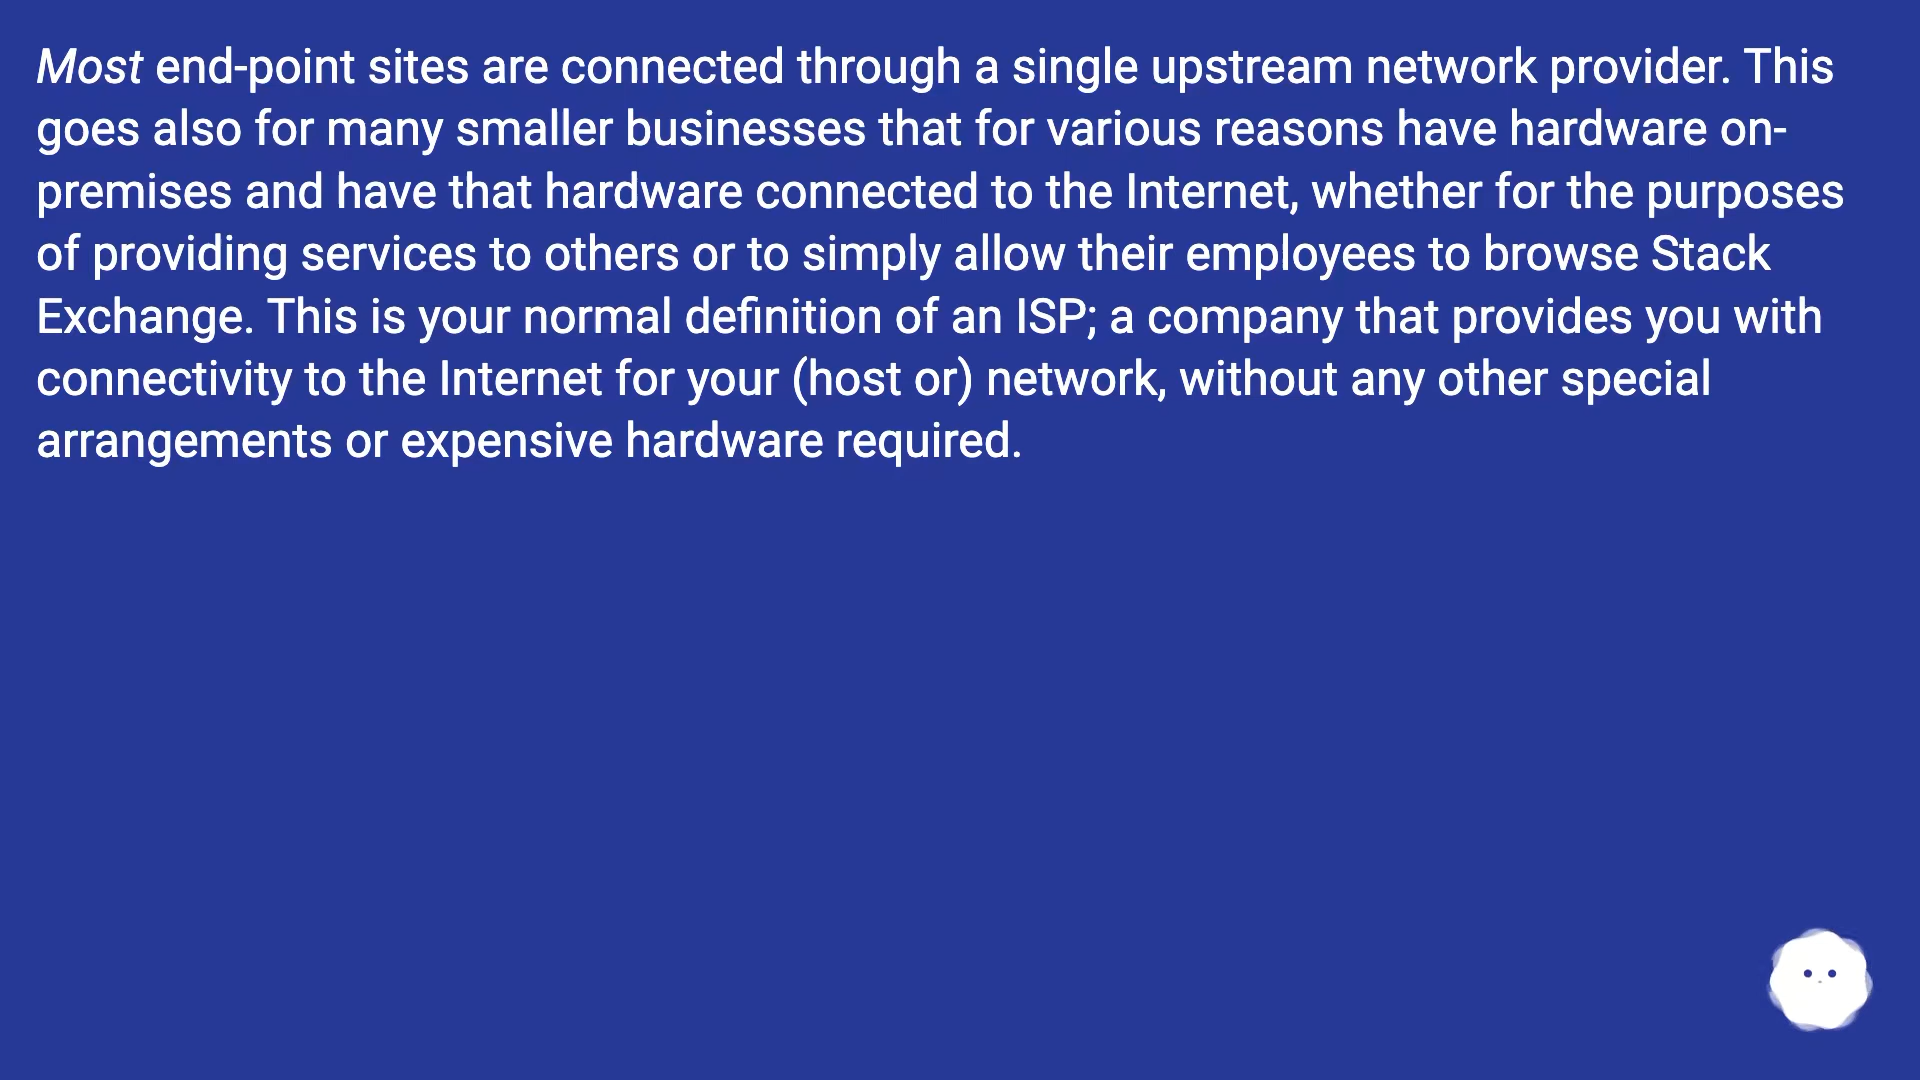 Most end-point sites are connected through a single upstream network provider. This
goes also for many smaller businesses that for various reasons have hardware on-
premises and have that hardware connected to the Internet, whether for the purposes
of providing services to others or to simply allow their employees to browse Stack
Exchange. This is your normal definition of an ISP; a company that provides you with
connectivity to the Internet for your (host or) network, without any other special
arrangements or expensive hardware required.